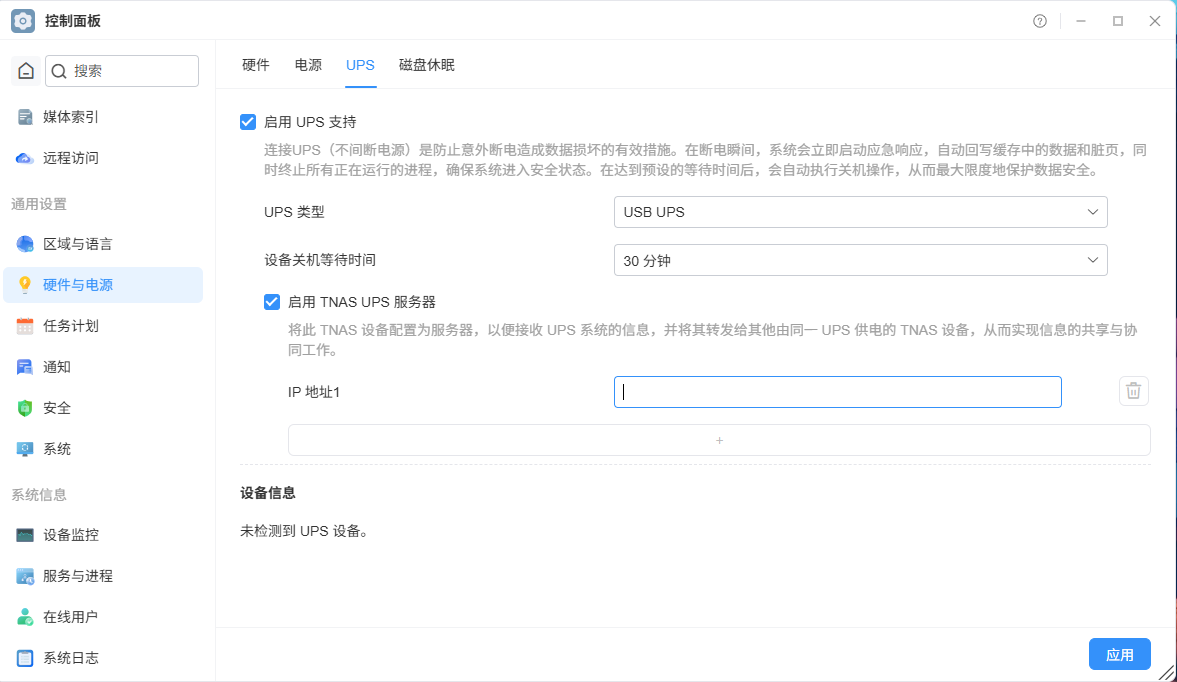 控制面板
搜索
媒体索引
远程访问
通用设置
区域与语言
硬件与电源
任务计划
通知
安全
系统
系统信息
设备监控
服务与进程
在线用户
系统日志
硬件 电源 UPS 磁盘休眠
启用 UPS 支持
连接UPS（不间断电源）是防止意外断电造成数据损坏的有效措施。在断电瞬间，系统会立即启动应急响应，自动回写缓存中的数据和脏页，同
时终止所有正在运行的进程，确保系统进入安全状态。在达到预设的等待时间后，会自动执行关机操作，从而最大限度地保护数据安全。
UPS 类型 USB UPS
设备关机等待时间 30 分钟
启用 TNAS UPS 服务器
将此 TNAS 设备配置为服务器，以便接收 UPS 系统的信息，并将其转发给其他由同一 UPS 供电的 TNAS 设备，从而实现信息的共享与协
同工作。
IP 地址1
+
设备信息
未检测到 UPS 设备。
应用